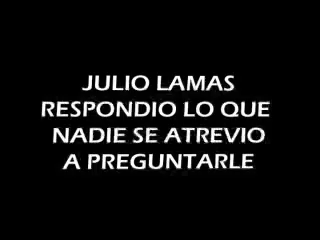 JULIO LAMAS
RESPONDIO LO QUE
NADIE SE ATREVIO
A PREGUNTARLE